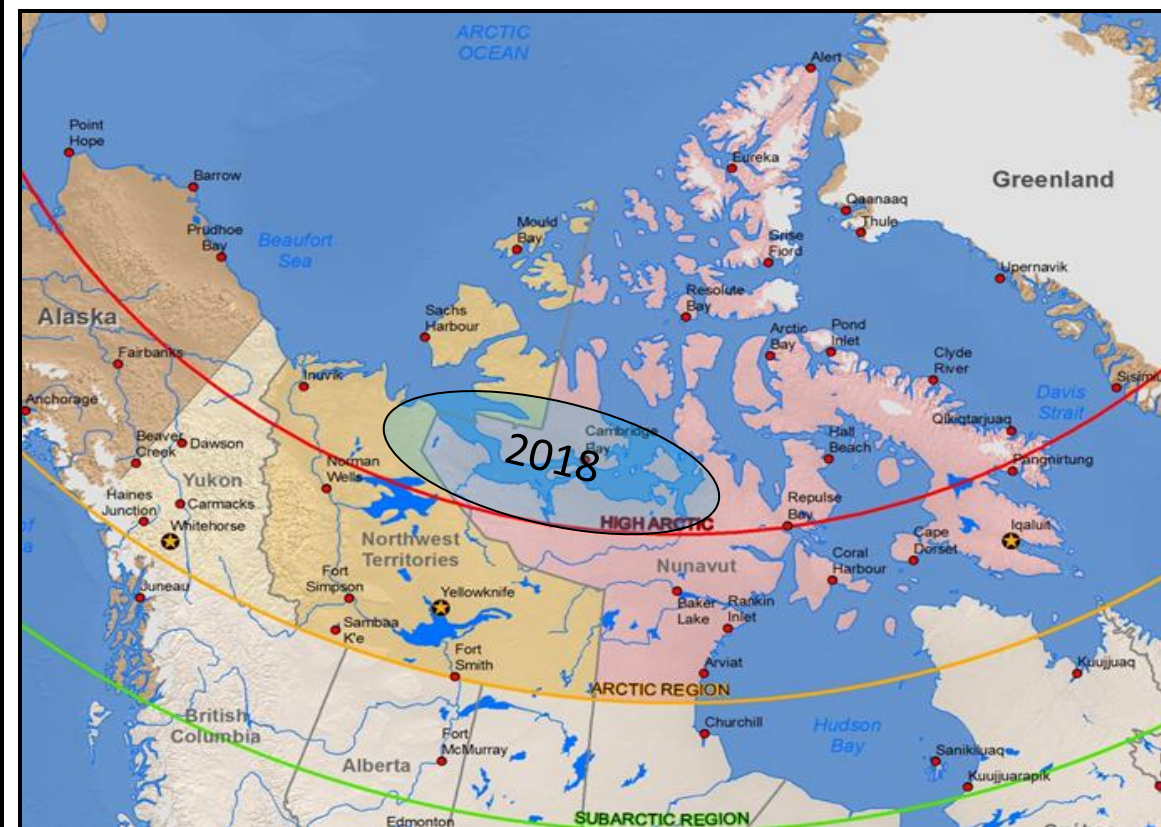 ARCTIC
OCEAN
Alert
Point
Hope
Eureka
Barrow
Greenland
Qaanaaq
Thule
Mould
Bay
Prudhoe
Bay
Beaufort
Sea
Grise
Fiord
Upernavik
Resolute
Bay
Sachs
Harbour
Alaska
Arctic
Bay
Pond
Inlet
Fairbanks
Clyde
River
Inuvik
Davis
Strait
Sisimiut
Anchorage
Qikiqtarjuaq
Cambridge
Bay
2018
Hall
Beach
Beaver
Creek
Dawson
Pangnirtung
Norman
Wells
Yukon
Haines
Junction
Carmacks
Whitehorse
Repulse
Bay
HIGH ARCTIC
Iqaluit
Cape
Dorset
Northwest
Territories
Nunavut
Coral
Harbour
Fort
Simpson
Juneau
Yellowknife
Baker
Lake
Rankin
Inlet
Sambaa
K'e
Fort
Smith
Arviat
Kuujjuaq
ARCTIC REGION
British
Columbia
Churchill
Hudson
Bay
Fort
McMurray
Alberta
Sanikiluaq
Kuujjuarapik
SUBARCTIC REGION
Edmonton